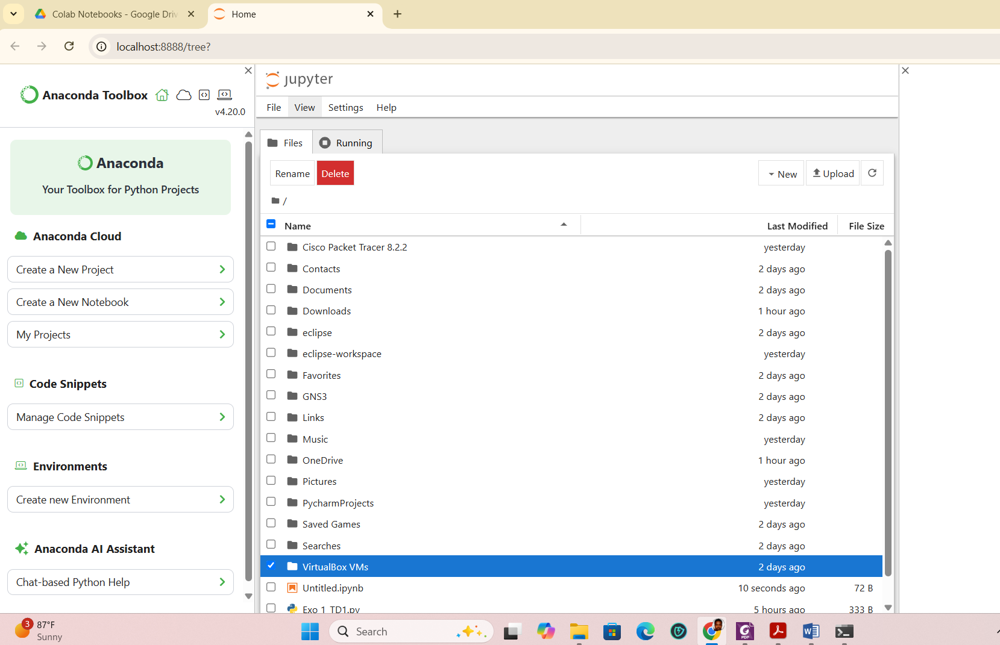 Colab Notebooks - Google Driv
Home
localhost:8888/tree?
Anaconda Toolbox
v4.20.0
Anaconda
Your Toolbox for Python Projects
Anaconda Cloud
Create a New Project
Create a New Notebook
My Projects
Code Snippets
Manage Code Snippets
Environments
Create new Environment
Anaconda AI Assistant
Chat-based Python Help
jupyter
File View Settings Help
Files Running
Rename Delete New Upload
/
Name Last Modified File Size
Cisco Packet Tracer 8.2.2 yesterday
Contacts 2 days ago
Documents 2 days ago
Downloads 1 hour ago
eclipse 2 days ago
eclipse-workspace yesterday
Favorites 2 days ago
GNS3 2 days ago
Links 2 days ago
Music yesterday
OneDrive 1 hour ago
Pictures yesterday
PycharmProjects yesterday
Saved Games 2 days ago
Searches 2 days ago
VirtualBox VMs 2 days ago
Untitled.ipynb 10 seconds ago 72 B
Exo_1_TD1.py 5 hours ago 333 B
3
87°F
Sunny
Search
PDF
W